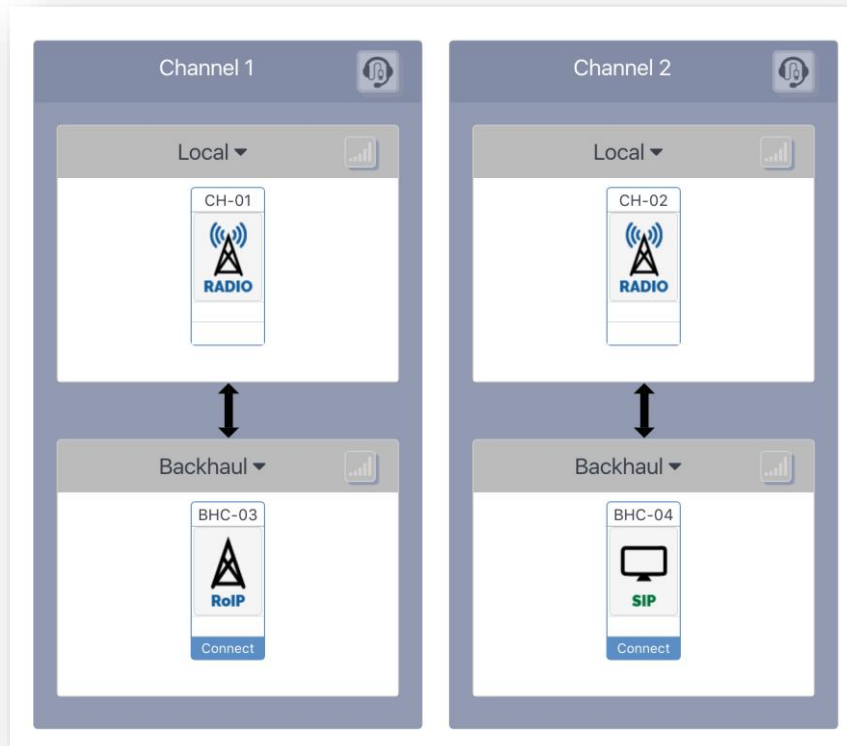 Channel 1
Local
CH-01
RADIO
Backhaul
BHC-03
RoIP
Connect
Channel 2
Local
CH-02
RADIO
Backhaul
BHC-04
SIP
Connect